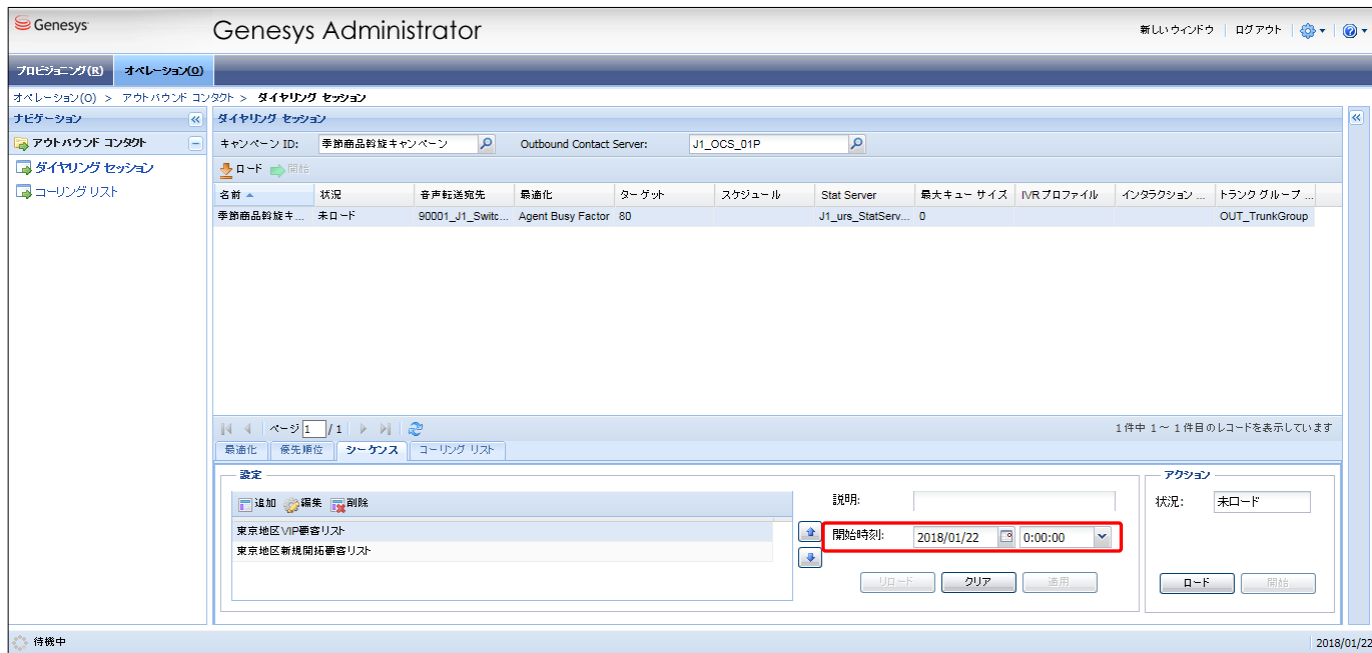 Genesys
Genesys Administrator
新しいウィンドウ ログアウト
プロビジョニング(R) オペレーション(O)
オペレーション(O) > アウトバウンド コンタクト > ダイヤリング セッション
ナビゲーション
ダイヤリング セッション
アウトバウンド コンタクト
キャンペーン ID: 季節商品斡旋キャンペーン Outbound Contact Server: J1_OCS_01P
ダイヤリング セッション
ロード 開始
コーリング リスト
名前 状況 音声転送宛先 最適化 ターゲット スケジュール Stat Server 最大キュー サイズ IVR プロファイル インタラクション ... トランク グループ ...
季節商品斡旋キ... 未ロード 90001_J1_Switc... Agent Busy Factor 80 J1_urs_StatServ... 0 OUT_TrunkGroup
ページ 1 / 1
1件中 1～ 1 件目のレコードを表示しています
最適化 優先順位 シーケンス コーリング リスト
設定
アクション
追加 編集 削除
説明:
状況: 未ロード
東京地区VIP顧客リスト
開始時刻: 2018/01/22 0:00:00
東京地区新規開拓顧客リスト
リロード クリア 適用
ロード 開始
待機中
2018/01/22